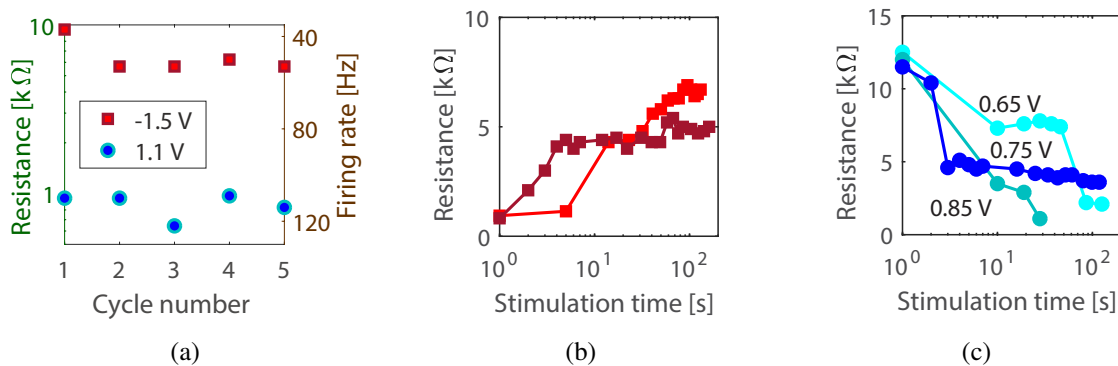 10
1
Resistance [kΩ]
-1.5 V
1.1 V
40
80
120
Firing rate [Hz]
1 2 3 4 5
Cycle number
(a)
10
5
0
Resistance [kΩ]
10^0 10^1 10^2
Stimulation time [s]
(b)
15
10
5
0
Resistance [kΩ]
0.65 V
0.75 V
0.85 V
10^0 10^1 10^2
Stimulation time [s]
(c)